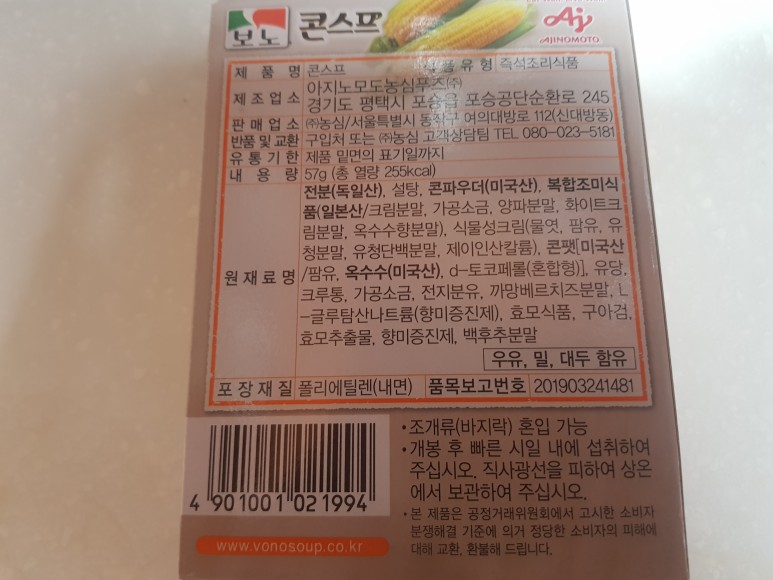 보노 콘스프
Aj
AJINOMOTO
제 품 명 콘스프 유형 즉석조리식품
제조업소 아지노모도농심푸즈㈜
경기도 평택시 포승읍 포승공단순환로 245
판매업소 ㈜농심/서울특별시 동작구 여의대방로 112(신대방동)
반품 및 교환 구입처 또는 ㈜농심 고객상담팀 TEL 080-023-5181
유통기한 제품 밑면의 표기일까지
내 용 량 57g (총 열량 255kcal)
원재료명 전분(독일산), 설탕, 콘파우더(미국산), 복합조미식
품(일본산/크림분말, 가공소금, 양파분말, 화이트크
림분말, 옥수수향분말), 식물성크림(물엿, 팜유, 유
청분말, 유청단백분말, 제이인산칼륨), 콘팻[미국산
/팜유, 옥수수(미국산), d-토코페롤(혼합형)], 유당,
크루통, 가공소금, 전지분유, 까망베르치즈분말, L
-글루탐산나트륨(향미증진제), 효모식품, 구아검,
효모추출물, 향미증진제, 백후추분말
우유, 밀, 대두 함유
포장재질 폴리에틸렌(내면) 품목보고번호 201903241481
·조개류(바지락) 혼입 가능
·개봉 후 빠른 시일 내에 섭취하여
주십시오. 직사광선을 피하여 상온
에서 보관하여 주십시오.
·본 제품은 공정거래위원회에서 고시한 소비자
분쟁해결 기준에 의거 정당한 소비자의 피해에
대해 교환, 환불해 드립니다.
4 901001 021994
www.vonosoup.co.kr